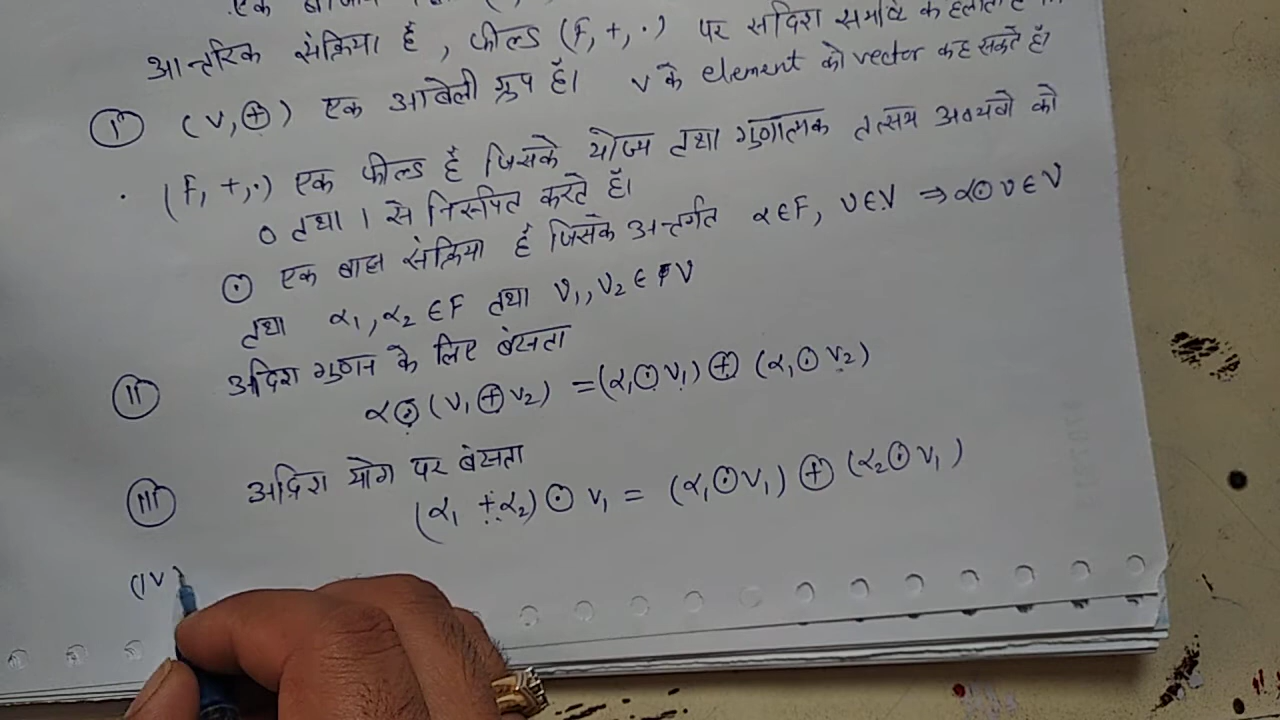 एक
आन्तरिक संक्रिया है, फील्ड (F, +, ·) पर सदिश समष्टि कहलाता है
(I) (V, ⊕) एक आबेली ग्रुप है। V के element को vector कह सकते हैं।
· (F, +, ·) एक फील्ड है जिसके योज्य तथा गुणात्मक तत्समय अवयवो को
0 तथा 1 से निरूपित करते हैं।
⊙ एक बाह्य संक्रिया है जिसके अन्तर्गत α ∈ F, v ∈ V ⇒ α⊙v ∈ V
तथा α₁, α₂ ∈ F तथा v₁, v₂ ∈ V
(II) अदिश गुणन के लिए बंसता
α⊙(v₁⊕v₂) = (α₁⊙v₁) ⊕ (α₁⊙v₂)
(III) अदिश योग पर बंसता
(α₁ + α₂) ⊙ v₁ = (α₁⊙v₁) ⊕ (α₂⊙v₁)
(IV)